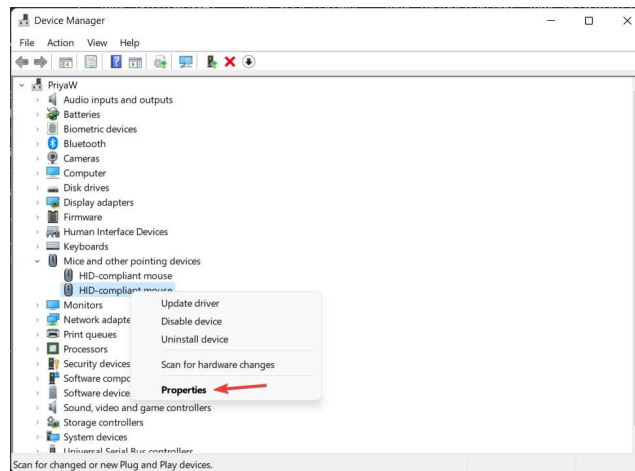 Device Manager
File Action View Help
PriyaW
Audio inputs and outputs
Batteries
Biometric devices
Bluetooth
Cameras
Computer
Disk drives
Display adapters
Firmware
Human Interface Devices
Keyboards
Mice and other pointing devices
HID-compliant mouse
HID-compliant mouse
Monitors
Update driver
Network adapte
Disable device
Print queues
Uninstall device
Processors
Security devices
Scan for hardware changes
Software compo
Software device
Properties
Sound, video and game controllers
Storage controllers
System devices
Universal Serial Bus controllers
Scan for changed or new Plug and Play devices.